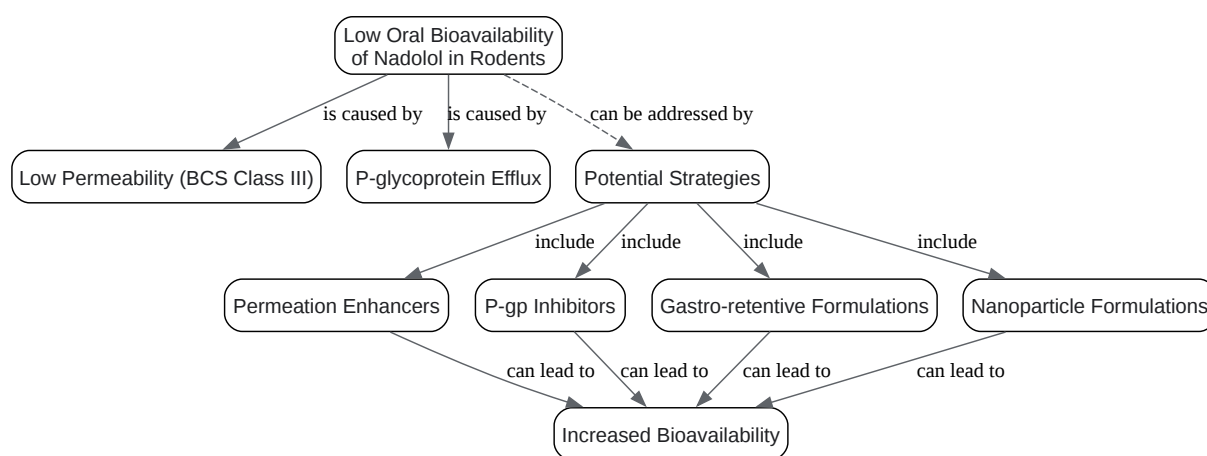 Low Oral Bioavailability
of Nadolol in Rodents
is caused by
is caused by
can be addressed by
Low Permeability (BCS Class III)
P-glycoprotein Efflux
Potential Strategies
include
include
include
include
Permeation Enhancers
P-gp Inhibitors
Gastro-retentive Formulations
Nanoparticle Formulations
can lead to
can lead to
can lead to
can lead to
Increased Bioavailability